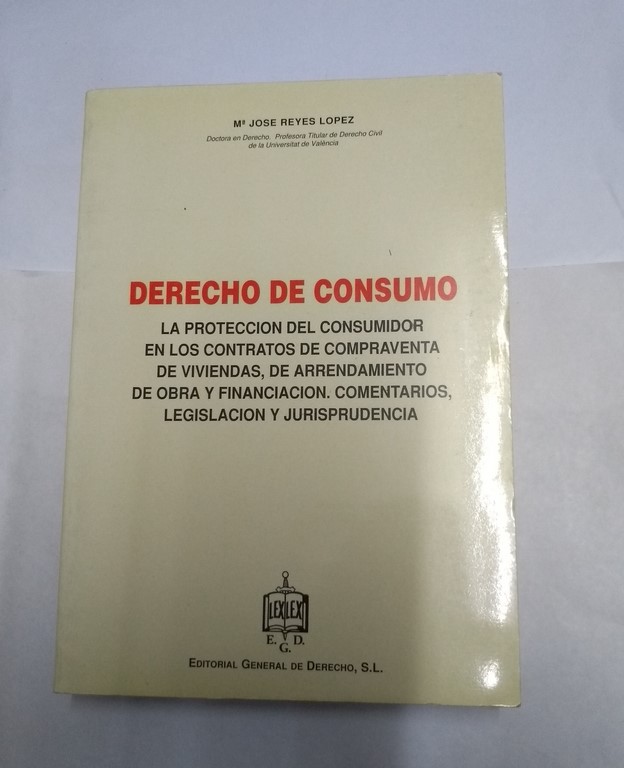 Mª JOSE REYES LOPEZ
Doctora en Derecho. Profesora Titular de Derecho Civil
de la Universitat de València
DERECHO DE CONSUMO
LA PROTECCION DEL CONSUMIDOR
EN LOS CONTRATOS DE COMPRAVENTA
DE VIVIENDAS, DE ARRENDAMIENTO
DE OBRA Y FINANCIACION. COMENTARIOS,
LEGISLACION Y JURISPRUDENCIA
LEX LEX
E. D.
G.
EDITORIAL GENERAL DE DERECHO, S.L.